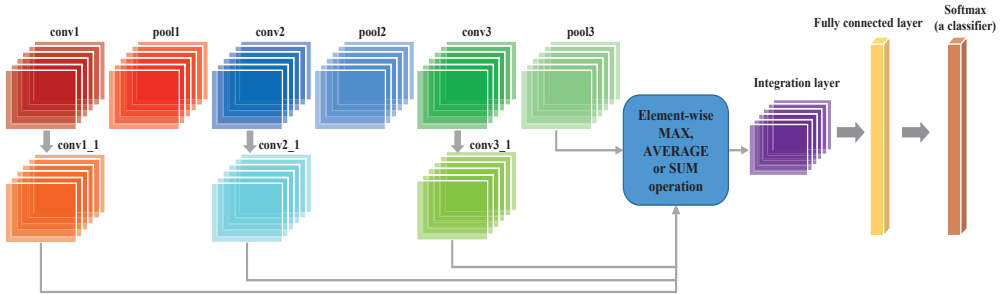 conv1
pool1
conv2
pool2
conv3
pool3
Fully connected layer
Softmax
(a classifier)
Integration layer
Element-wise
MAX,
AVERAGE
or SUM
operation
conv1_1
conv2_1
conv3_1